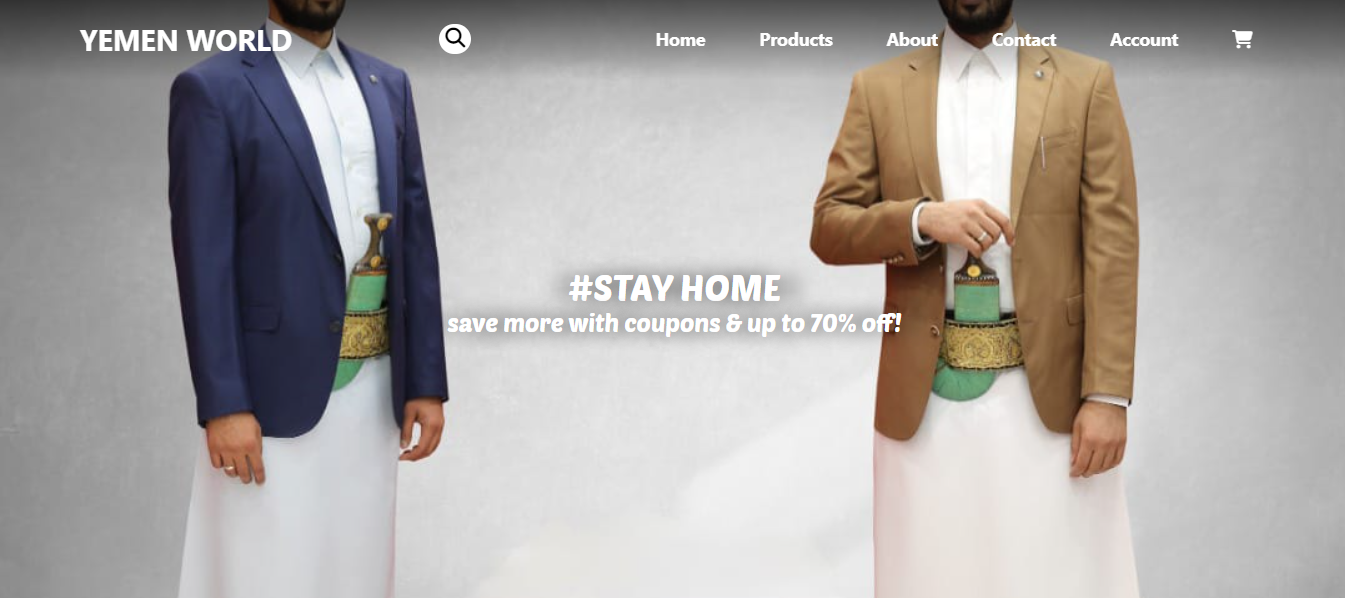 YEMEN WORLD
Home Products About Contact Account
#STAY HOME
save more with coupons & up to 70% off!